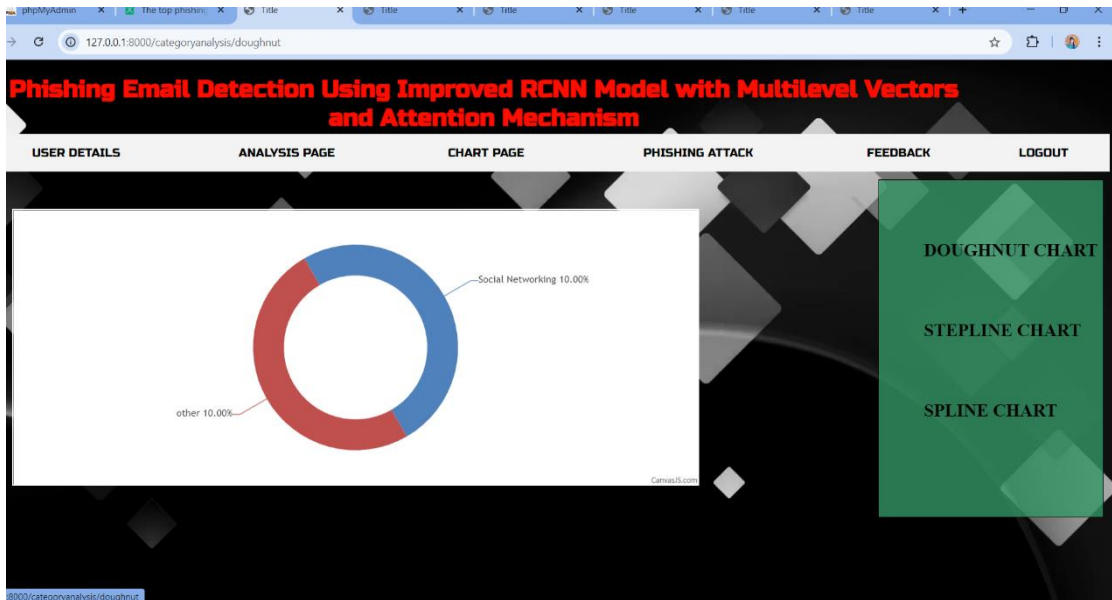 phpMyAdmin
The top phishing
Title
Title
Title
Title
Title
Title
127.0.0.1:8000/categoryanalysis/doughnut
Phishing Email Detection Using Improved RCNN Model with Multilevel Vectors
and Attention Mechanism
USER DETAILS
ANALYSIS PAGE
CHART PAGE
PHISHING ATTACK
FEEDBACK
LOGOUT
DOUGHNUT CHART
Social Networking 10.00%
STEPLINE CHART
other 10.00%
SPLINE CHART
CanvasJS.com
:8000/categoryanalysis/doughnut